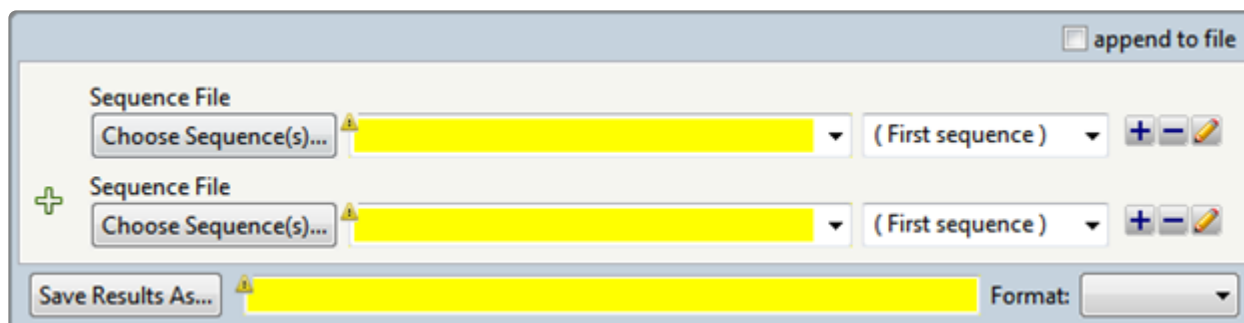 append to file
Sequence File
Choose Sequence(s)... ( First sequence )
Sequence File
Choose Sequence(s)... ( First sequence )
Save Results As... Format: